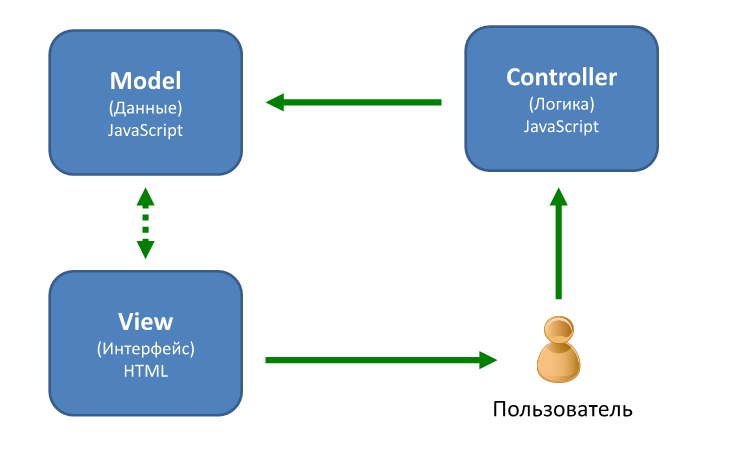 Model
(Данные)
JavaScript
Controller
(Логика)
JavaScript
View
(Интерфейс)
HTML
Пользователь